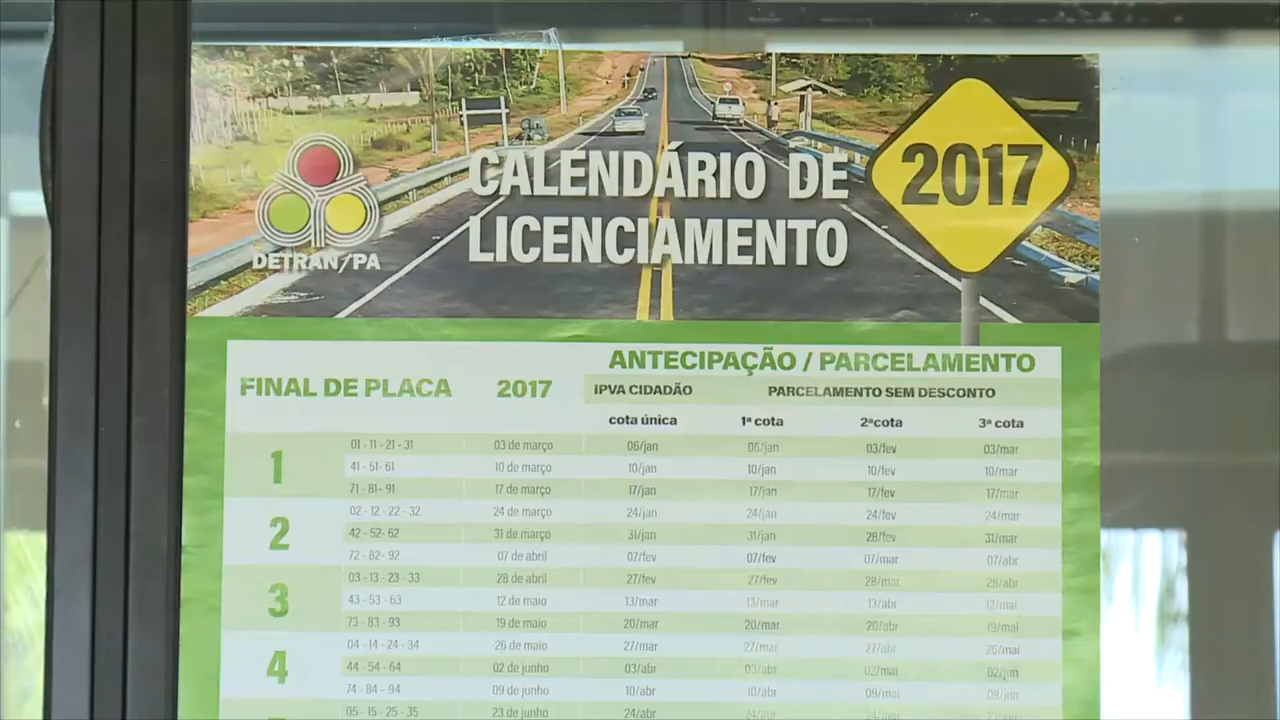 CALENDÁRIO DE
LICENCIAMENTO
2017
DETRAN/PA
ANTECIPAÇÃO / PARCELAMENTO
FINAL DE PLACA 2017 IPVA CIDADÃO PARCELAMENTO SEM DESCONTO
cota única 1ª cota 2ªcota 3ª cota
1
01 - 11 - 21 - 31 03 de março 06/jan 06/jan 03/fev 03/mar
41 - 51 - 61 10 de março 10/jan 10/jan 10/fev 10/mar
71 - 81 - 91 17 de março 17/jan 17/jan 17/fev 17/mar
2
02 - 12 - 22 - 32 24 de março 24/jan 24/jan 24/fev 24/mar
42 - 52 - 62 31 de março 31/jan 31/jan 28/fev 31/mar
72 - 82 - 92 07 de abril 07/fev 07/fev 07/mar 07/abr
3
03 - 13 - 23 - 33 28 de abril 27/fev 27/fev 28/mar 28/abr
43 - 53 - 63 12 de maio 13/mar 13/mar 13/abr 12/mai
73 - 83 - 93 19 de maio 20/mar 20/mar 20/abr 19/mai
4
04 - 14 - 24 - 34 26 de maio 27/mar 27/mar 27/abr 26/mai
44 - 54 - 64 02 de junho 03/abr 03/abr 02/mai 02/jun
74 - 84 - 94 09 de junho 10/abr 10/abr 09/mai 09/jun
05 - 15 - 25 - 35 23 de junho 24/abr 24/abr